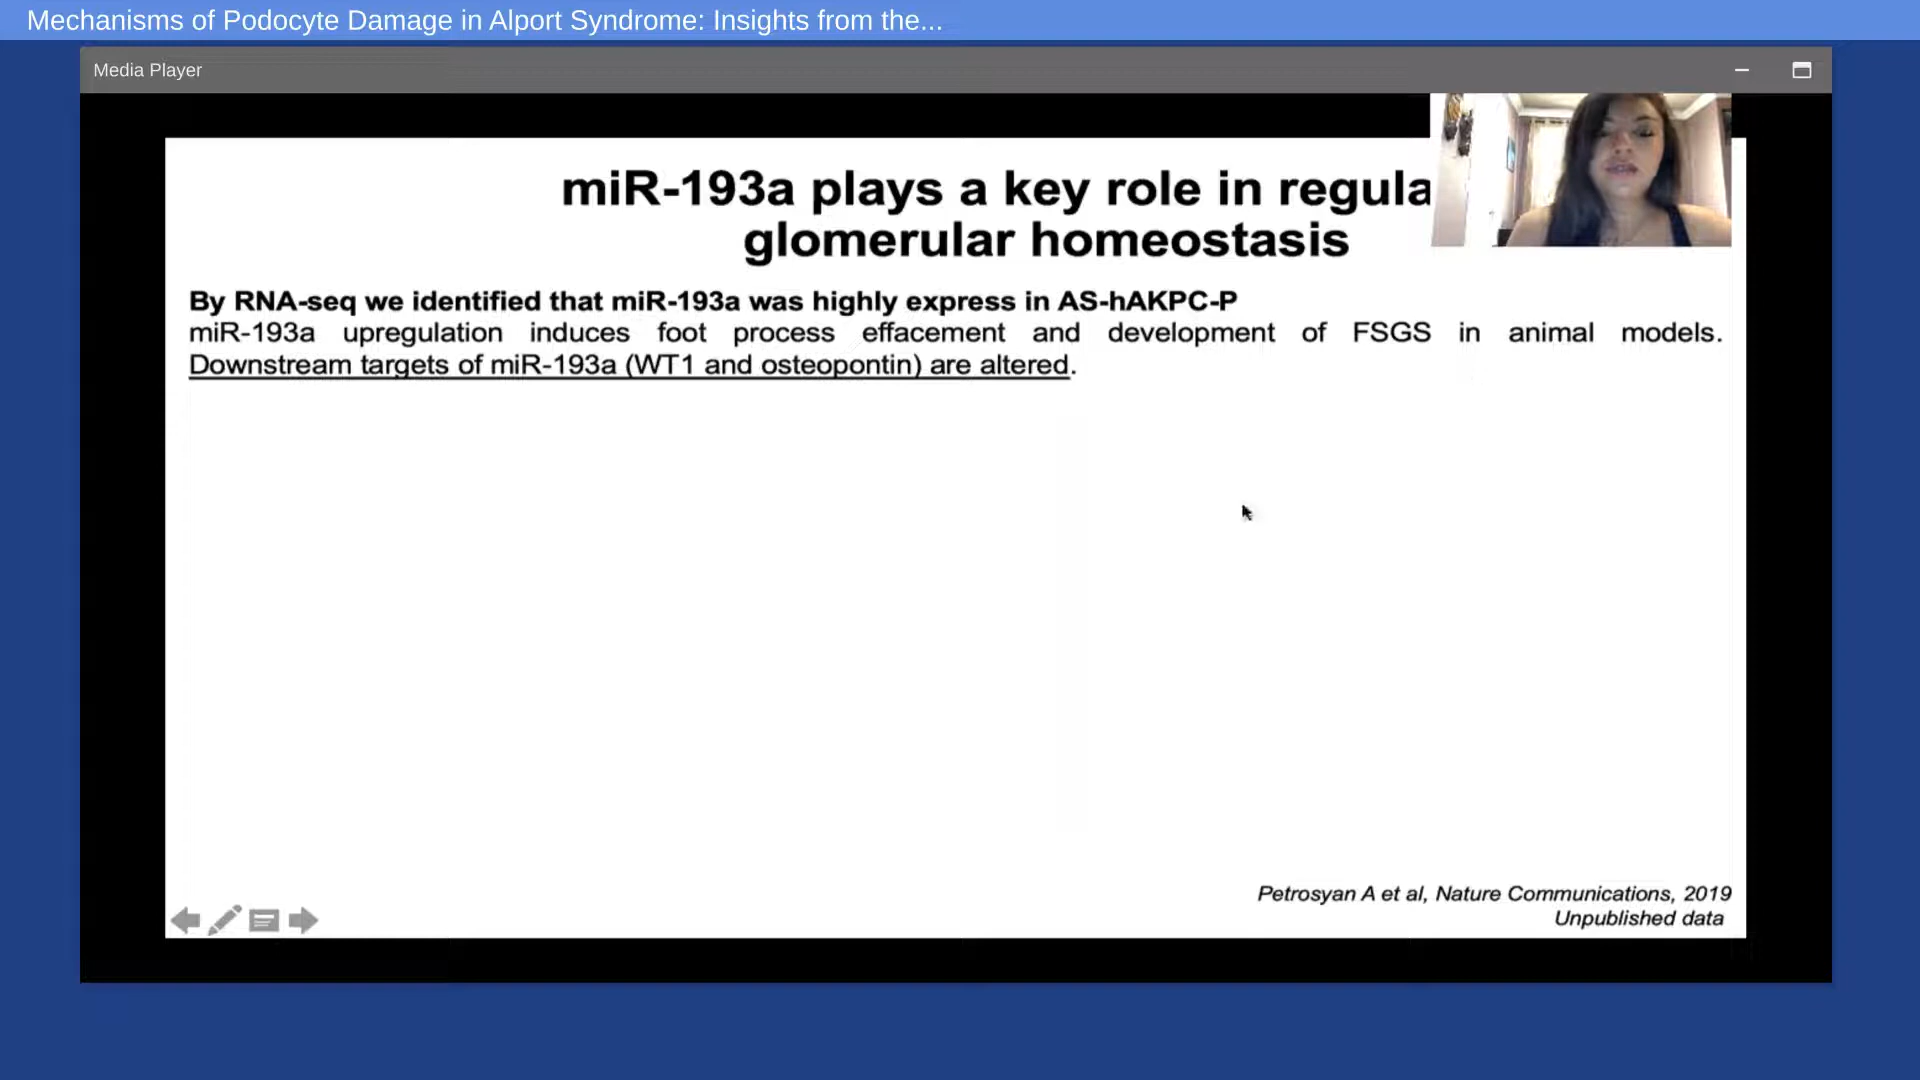 Mechanisms of Podocyte Damage in Alport Syndrome: Insights from the...
Media Player
miR-193a plays a key role in regula
glomerular homeostasis
By RNA-seq we identified that miR-193a was highly express in AS-hAKPC-P
miR-193a upregulation induces foot process effacement and development of FSGS in animal models.
Downstream targets of miR-193a (WT1 and osteopontin) are altered.
Petrosyan A et al, Nature Communications, 2019
Unpublished data